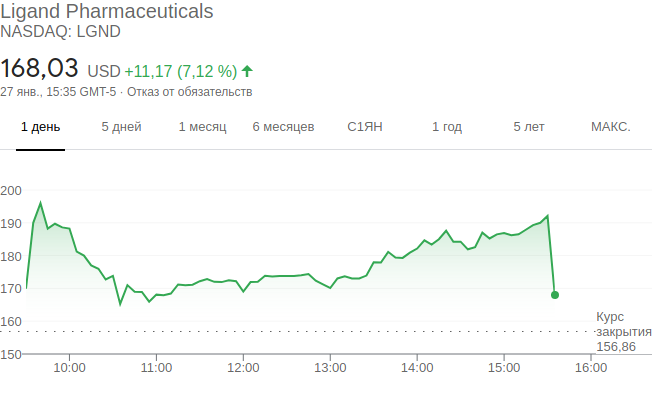 Ligand Pharmaceuticals
NASDAQ: LGND
168,03 USD +11,17 (7,12 %)
27 янв., 15:35 GMT-5 · Отказ от обязательств
1 день 5 дней 1 месяц 6 месяцев С1ЯН 1 год 5 лет МАКС.
200
190
180
170
160
Курс
закрытия
156,86
150
10:00 11:00 12:00 13:00 14:00 15:00 16:00